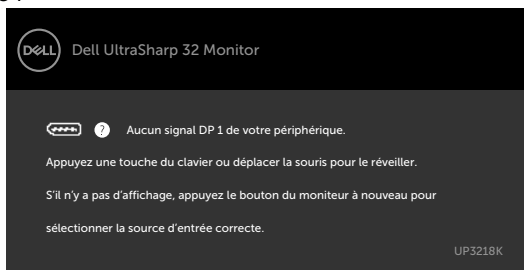 DELL Dell UltraSharp 32 Monitor
? Aucun signal DP 1 de votre périphérique.
Appuyez une touche du clavier ou déplacer la souris pour le réveiller.
S'il n'y a pas d'affichage, appuyez le bouton du moniteur à nouveau pour
sélectionner la source d'entrée correcte.
UP3218K